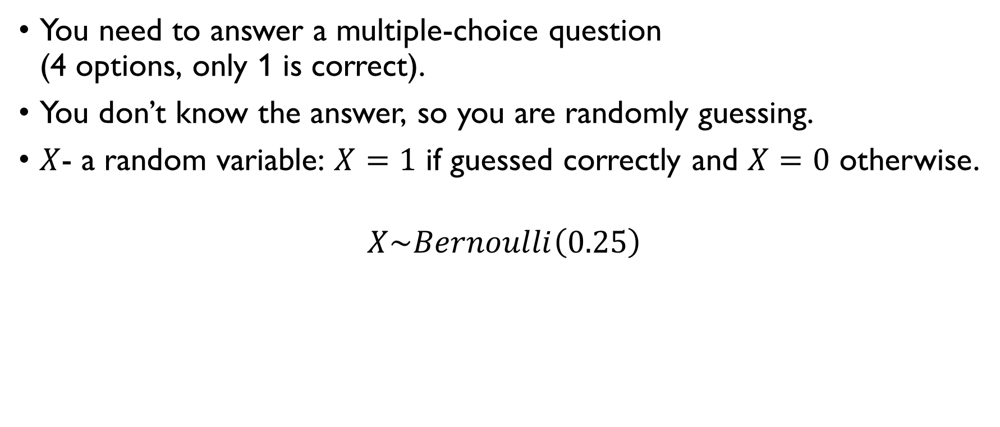 • You need to answer a multiple-choice question
(4 options, only 1 is correct).
• You don’t know the answer, so you are randomly guessing.
• X- a random variable: X = 1 if guessed correctly and X = 0 otherwise.
X~Bernoulli(0.25)